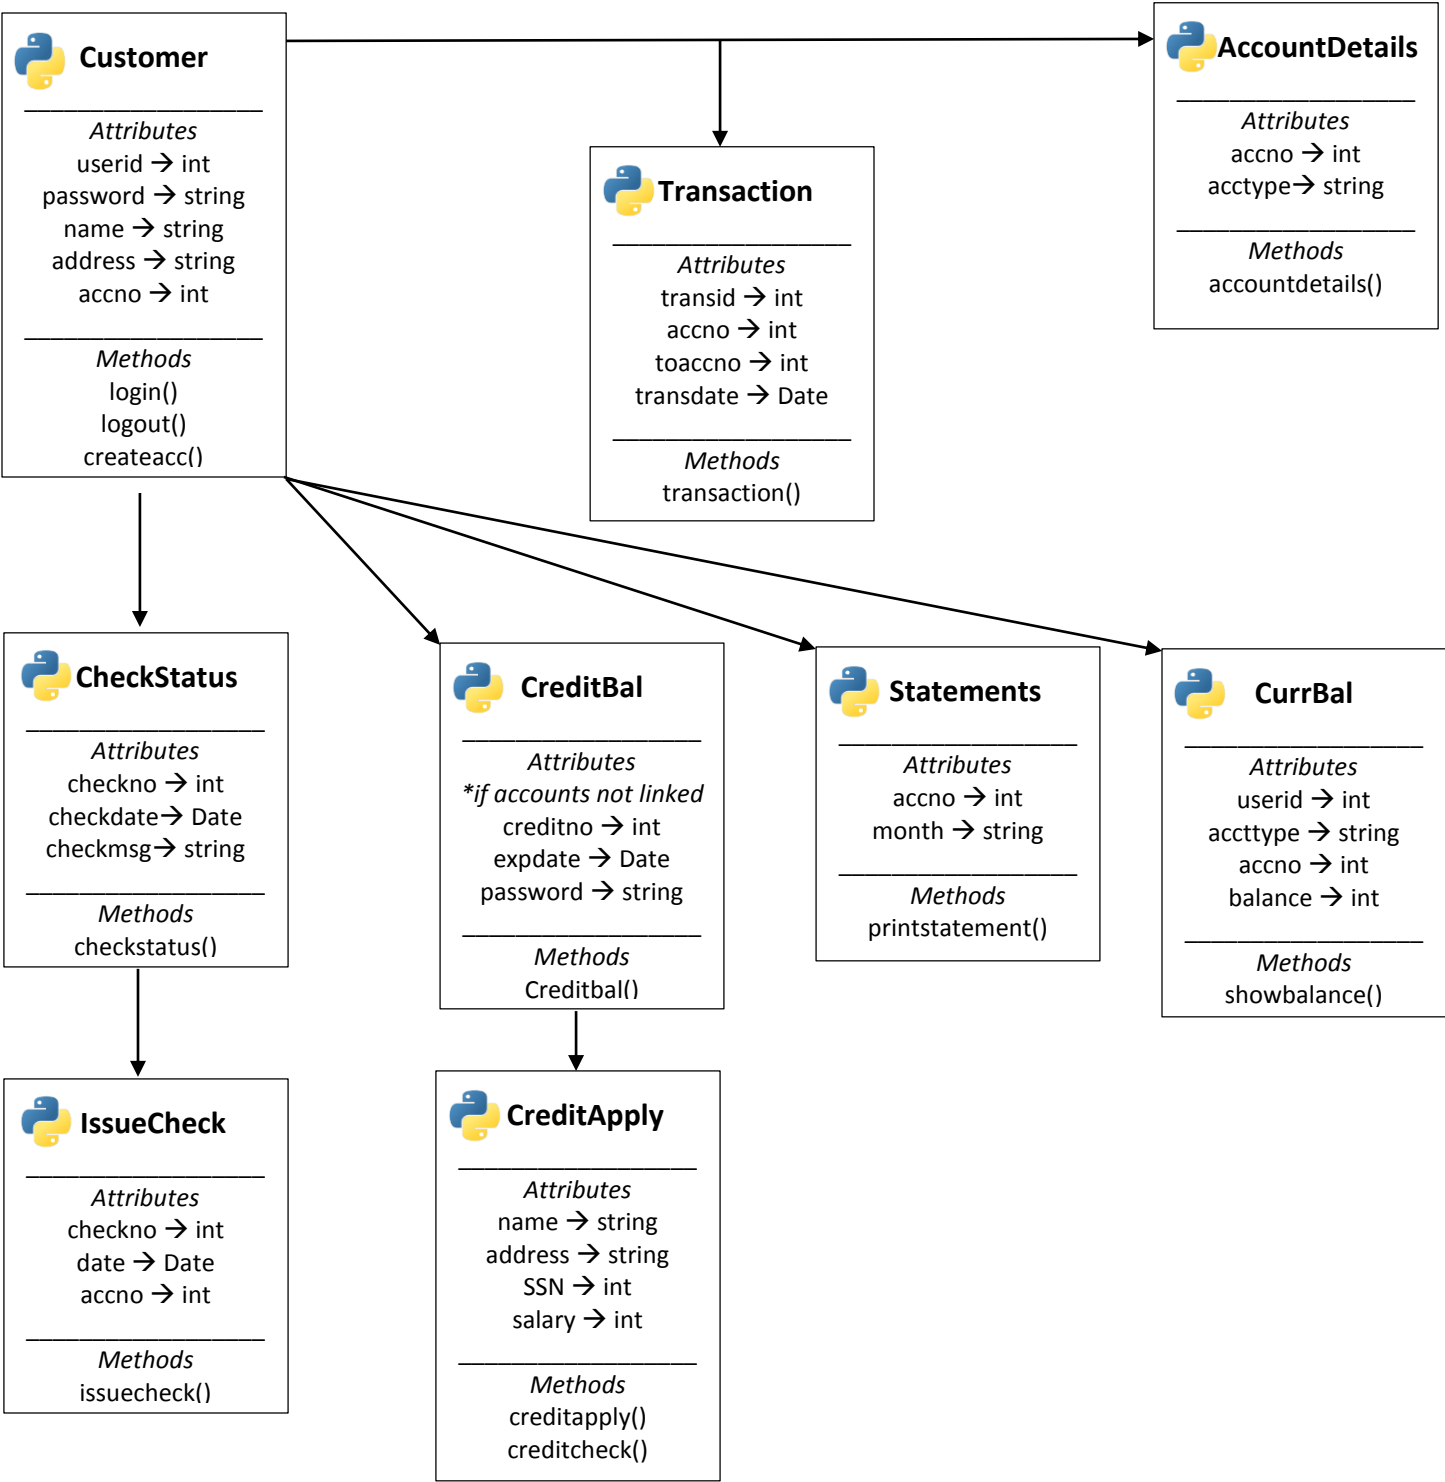 Customer
Attributes
userid → int
password → string
name → string
address → string
accno → int
Methods
login()
logout()
createacc()
Transaction
Attributes
transid → int
accno → int
toaccno → int
transdate → Date
Methods
transaction()
AccountDetails
Attributes
accno → int
acctype→ string
Methods
accountdetails()
CheckStatus
Attributes
checkno → int
checkdate→ Date
checkmsg→ string
Methods
checkstatus()
CreditBal
Attributes
*if accounts not linked
creditno → int
expdate → Date
password → string
Methods
Creditbal()
Statements
Attributes
accno → int
month → string
Methods
printstatement()
CurrBal
Attributes
userid → int
accttype → string
accno → int
balance → int
Methods
showbalance()
IssueCheck
Attributes
checkno → int
date → Date
accno → int
Methods
issuecheck()
CreditApply
Attributes
name → string
address → string
SSN → int
salary → int
Methods
creditapply()
creditcheck()